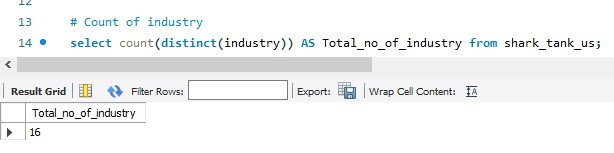 12
13 # Count of industry
14 select count(distinct(industry)) AS Total_no_of_industry from shark_tank_us;
Result Grid Filter Rows: Export: Wrap Cell Content: IA
Total_no_of_industry
16